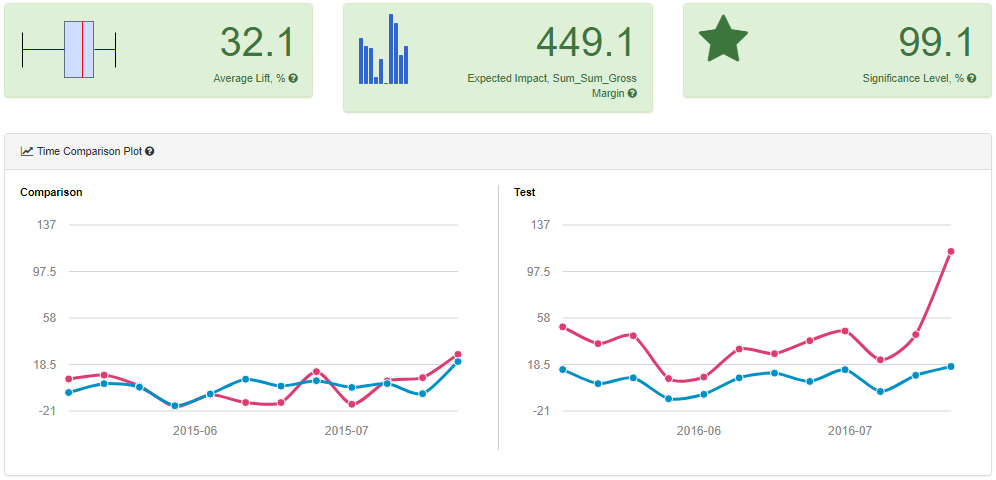 32.1
Average Lift, %
449.1
Expected Impact, Sum_Sum_Gross
Margin
99.1
Significance Level, %
Time Comparison Plot
Comparison
137
97.5
58
18.5
-21
2015-06
2015-07
Test
137
97.5
58
18.5
-21
2016-06
2016-07